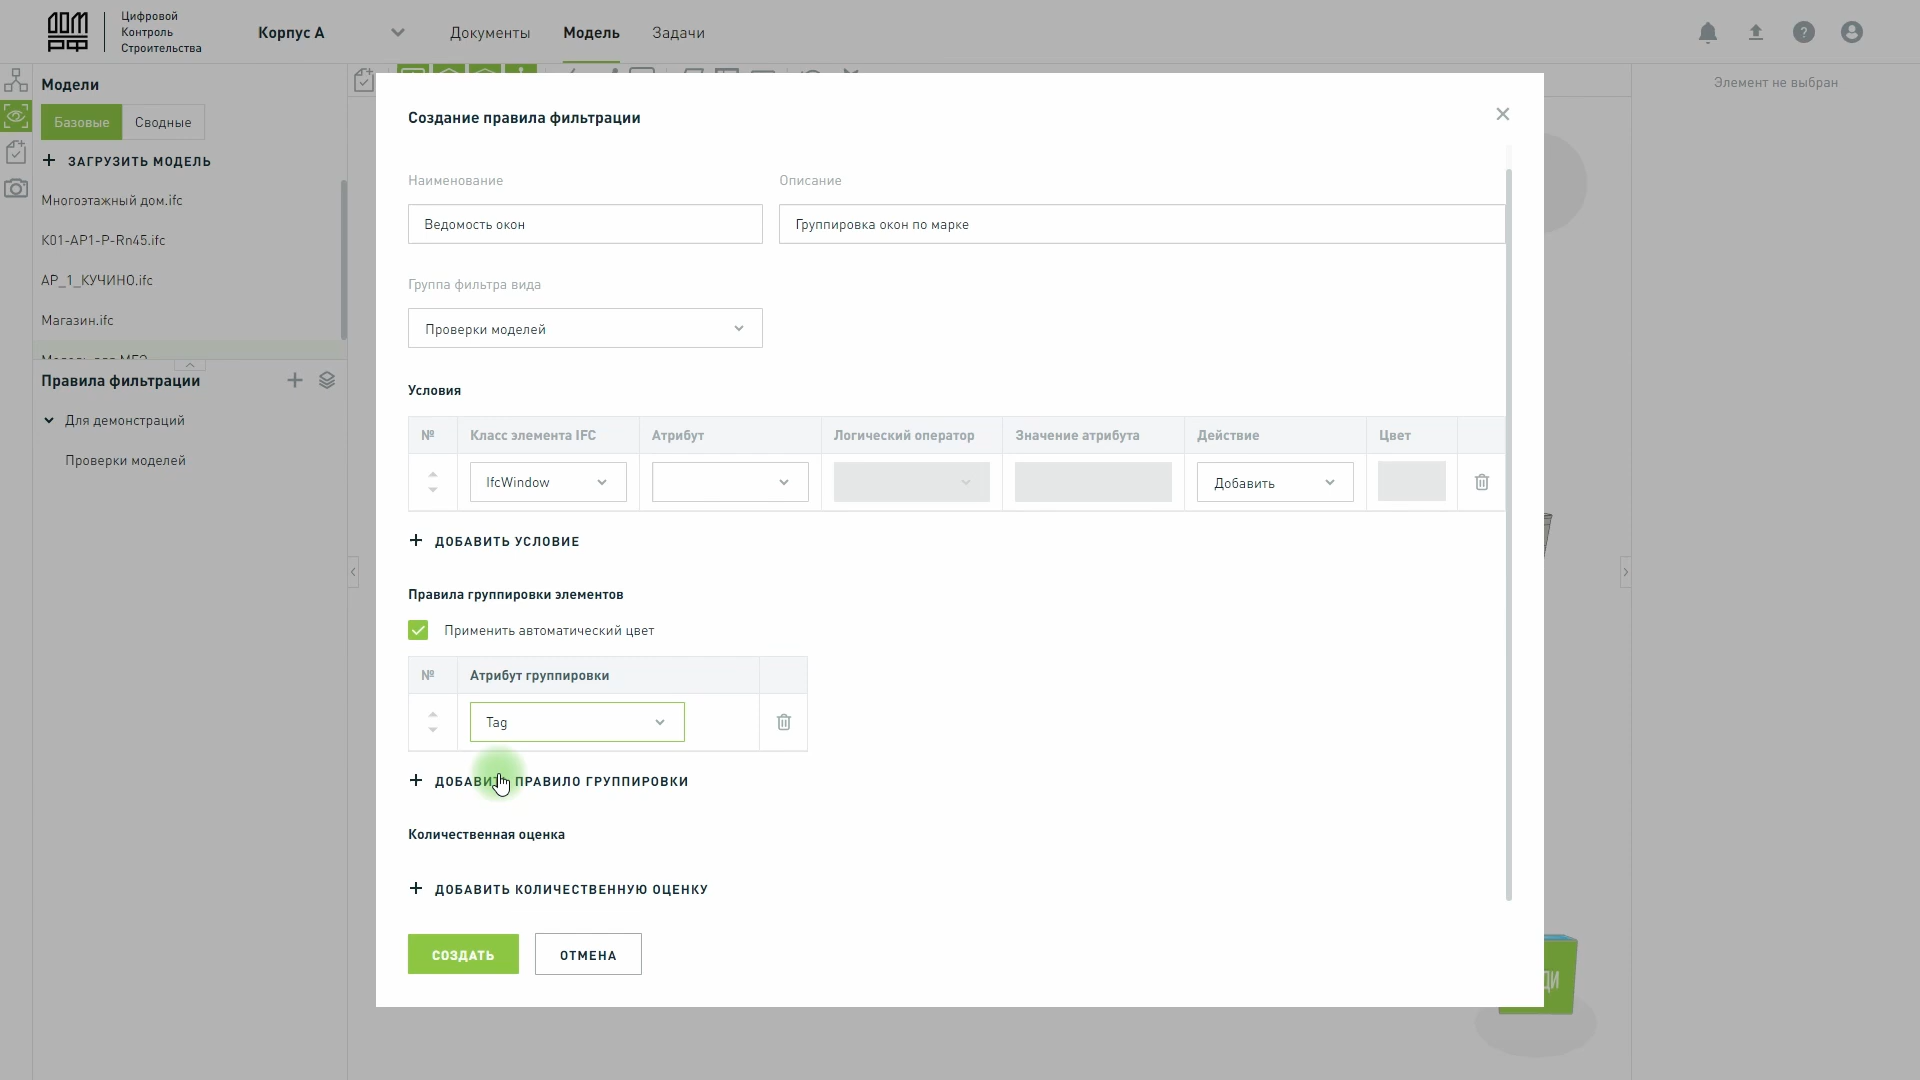 ДОМ
РФ
Цифровой
Контроль
Строительства
Корпус А
Документы
Модель
Задачи
Модели
Базовые
Сводные
+ ЗАГРУЗИТЬ МОДЕЛЬ
Многоэтажный дом.ifc
K01-АР1-P-Rn45.ifc
АР_1_КУЧИНО.ifc
Магазин.ifc
Правила фильтрации
Для демонстраций
Проверки моделей
Элемент не выбран
Создание правила фильтрации
Наименование
Описание
Ведомость окон
Группировка окон по марке
Группа фильтра вида
Проверки моделей
Условия
№ Класс элемента IFC Атрибут Логический оператор Значение атрибута Действие Цвет
IfcWindow Добавить
+ ДОБАВИТЬ УСЛОВИЕ
Правила группировки элементов
Применить автоматический цвет
№ Атрибут группировки
Tag
+ ДОБАВИТЬ ПРАВИЛО ГРУППИРОВКИ
Количественная оценка
+ ДОБАВИТЬ КОЛИЧЕСТВЕННУЮ ОЦЕНКУ
СОЗДАТЬ
ОТМЕНА